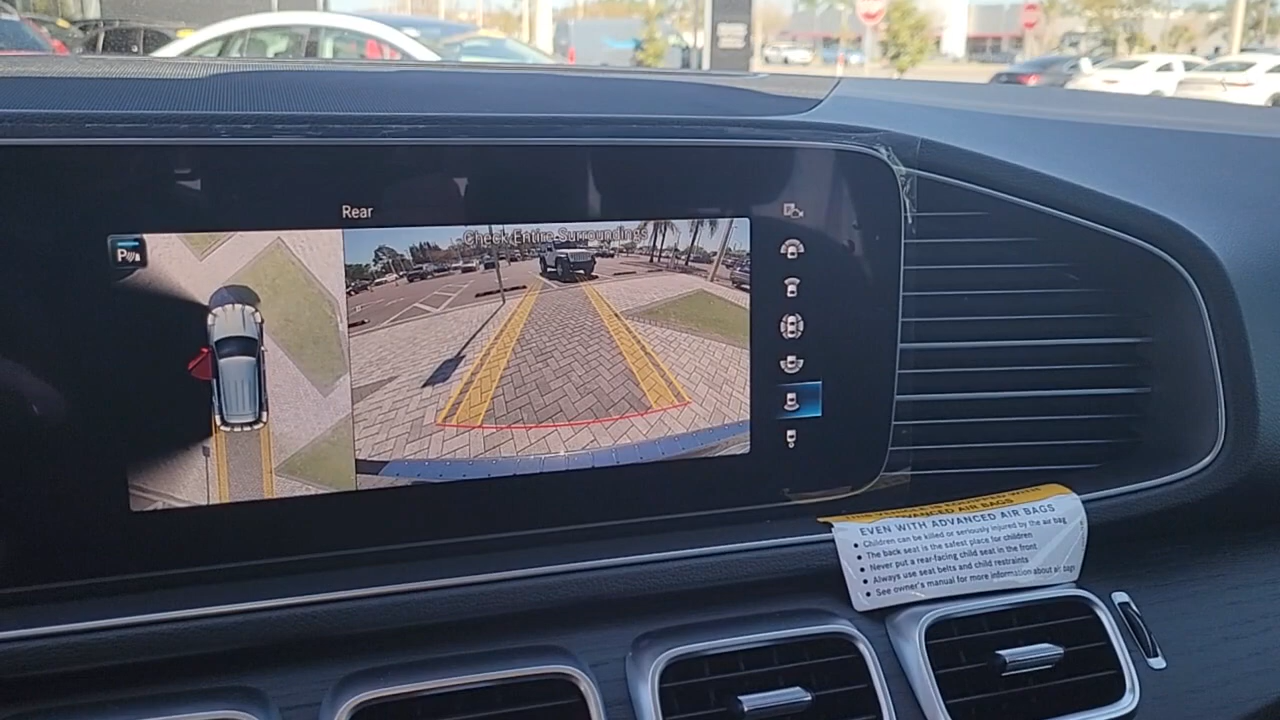 Rear
Check Entire Surroundings
P
EVEN WITH ADVANCED AIR BAGS
• Children can be killed or seriously injured by the air bag
• The back seat is the safest place for children
• Never put a rear-facing child seat in the front
• Always use seat belts and child restraints
• See owner's manual for more information about air bags